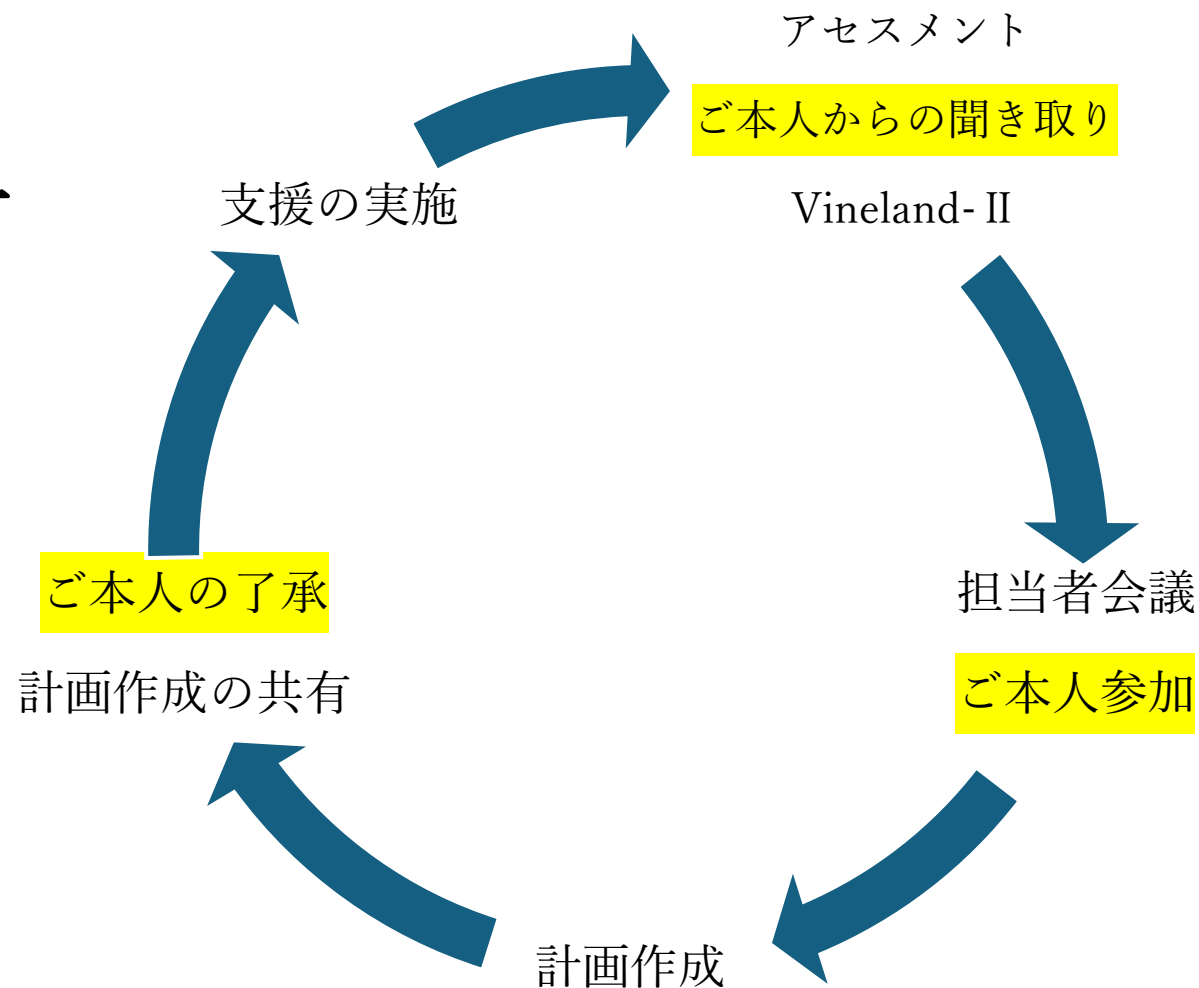 アセスメント
ご本人からの聞き取り
Vineland-Ⅱ
支援の実施
担当者会議
ご本人参加
ご本人の了承
計画作成の共有
計画作成